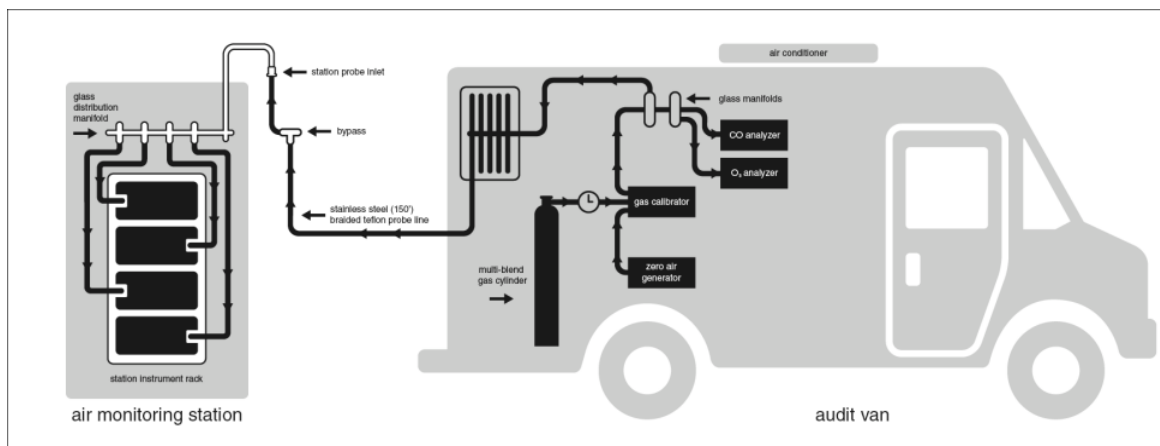 air conditioner
station probe inlet
glass
distribution
manifold
glass manifolds
bypass
CO analyzer
O₃ analyzer
stainless steel (150')
braided teflon probe line
gas calibrator
multi-blend
gas cylinder
zero air
generator
station instrument rack
air monitoring station
audit van